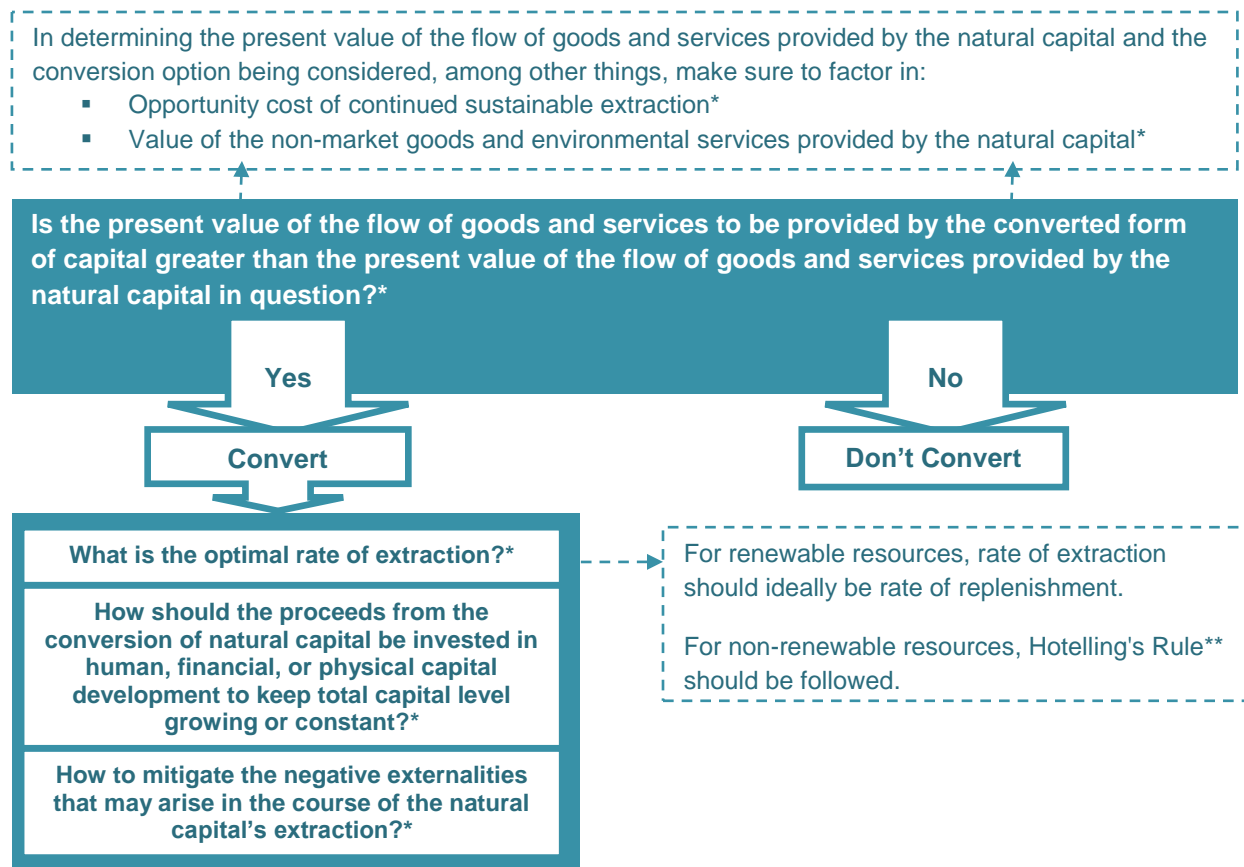 In determining the present value of the flow of goods and services provided by the natural capital and the
conversion option being considered, among other things, make sure to factor in:
▪ Opportunity cost of continued sustainable extraction*
▪ Value of the non-market goods and environmental services provided by the natural capital*
Is the present value of the flow of goods and services to be provided by the converted form
of capital greater than the present value of the flow of goods and services provided by the
natural capital in question?*
Yes
No
Convert
Don’t Convert
What is the optimal rate of extraction?*
How should the proceeds from the
conversion of natural capital be invested in
human, financial, or physical capital
development to keep total capital level
growing or constant?*
How to mitigate the negative externalities
that may arise in the course of the natural
capital’s extraction?*
For renewable resources, rate of extraction
should ideally be rate of replenishment.
For non-renewable resources, Hotelling's Rule**
should be followed.